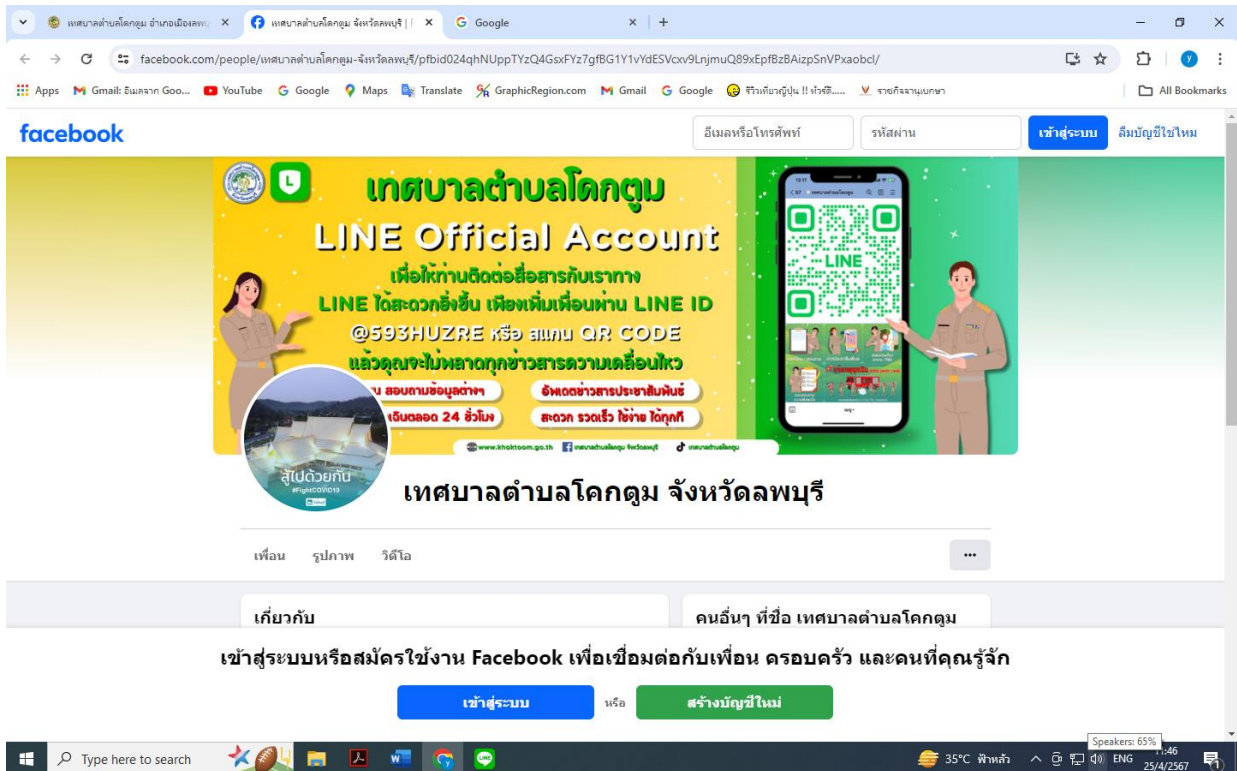 เทศบาลตำบลโคกตูม อำเภอเมืองลพบุ
เทศบาลตำบลโคกตูม จังหวัดลพบุรี |
Google
facebook.com/people/เทศบาลตำบลโคกตูม-จังหวัดลพบุรี/pfbid024qhNUppTYzQ4GsxFYz7gfBG1Y1vYdESVcxv9LnjmuQ89xEpfBzBAizpSnVPxaobcl/
Apps Gmail: อีเมลจาก Goo... YouTube Google Maps Translate GraphicRegion.com Gmail Google รีวิวเที่ยวญี่ปุ่น !! ทัวร์.....
All Bookmarks
facebook
อีเมลหรือโทรศัพท์
รหัสผ่าน
เข้าสู่ระบบ
ลืมบัญชีใช่ไหม
เทศบาลตำบลโคกตูม
LINE Official Account
เพื่อให้ท่านติดต่อสื่อสารกับเราทาง
LINE ได้สะดวกยิ่งขึ้น เพียงเพิ่มเพื่อนผ่าน LINE ID
@593HUZRE หรือ สแกน QR CODE
แล้วคุณจะไม่พลาดทุกข่าวสารความเคลื่อนไหว
น สอบถามข้อมูลต่างๆ
อัพเดตข่าวสารประชาสัมพันธ์
เฉินตลอด 24 ชั่วโมง
สะดวก รวดเร็ว ใช้ง่าย ได้ทุกที่
www.khoktoom.go.th เทศบาลตำบลโคกตูม จังหวัดลพบุรี เทศบาลตำบลโคกตูม
LINE
สู้ไปด้วยกัน
#FightCOVID19
เทศบาลตำบลโคกตูม จังหวัดลพบุรี
เพื่อน รูปภาพ วิดีโอ
เกี่ยวกับ
คนอื่นๆ ที่ชื่อ เทศบาลตำบลโคกตูม
เข้าสู่ระบบหรือสมัครใช้งาน Facebook เพื่อเชื่อมต่อกับเพื่อน ครอบครัว และคนที่คุณรู้จัก
เข้าสู่ระบบ
หรือ
สร้างบัญชีใหม่
Speakers: 65%
Type here to search
35°C ฟ้าหลัว
ENG
:46
25/4/2567